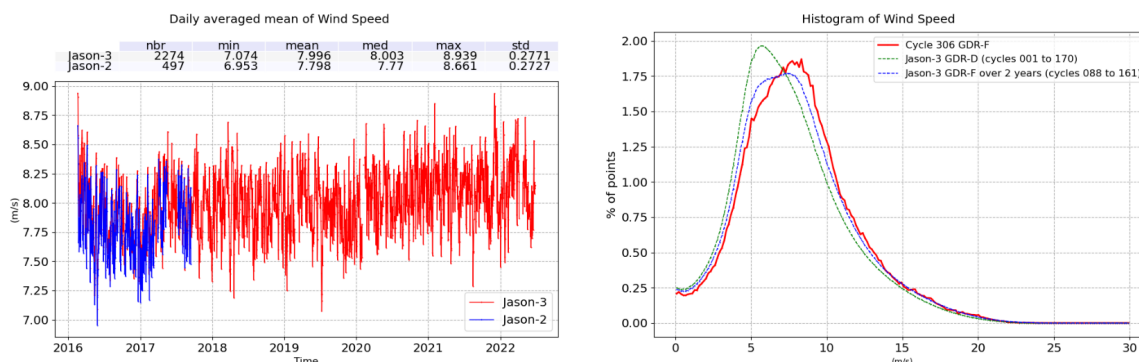 Daily averaged mean of Wind Speed
nbr min mean med max std
Jason-3 2274 7.074 7.996 8.003 8.939 0.2771
Jason-2 497 6.953 7.798 7.77 8.661 0.2727
9.00
8.75
8.50
8.25
8.00
7.75
7.50
7.25
7.00
(m/s)
Jason-3
Jason-2
2016 2017 2018 2019 2020 2021 2022
Time
Histogram of Wind Speed
Cycle 306 GDR-F
Jason-3 GDR-D (cycles 001 to 170)
Jason-3 GDR-F over 2 years (cycles 088 to 161)
2.00
1.75
1.50
1.25
1.00
0.75
0.50
0.25
0.00
% of points
0 5 10 15 20 25 30
(m/s)